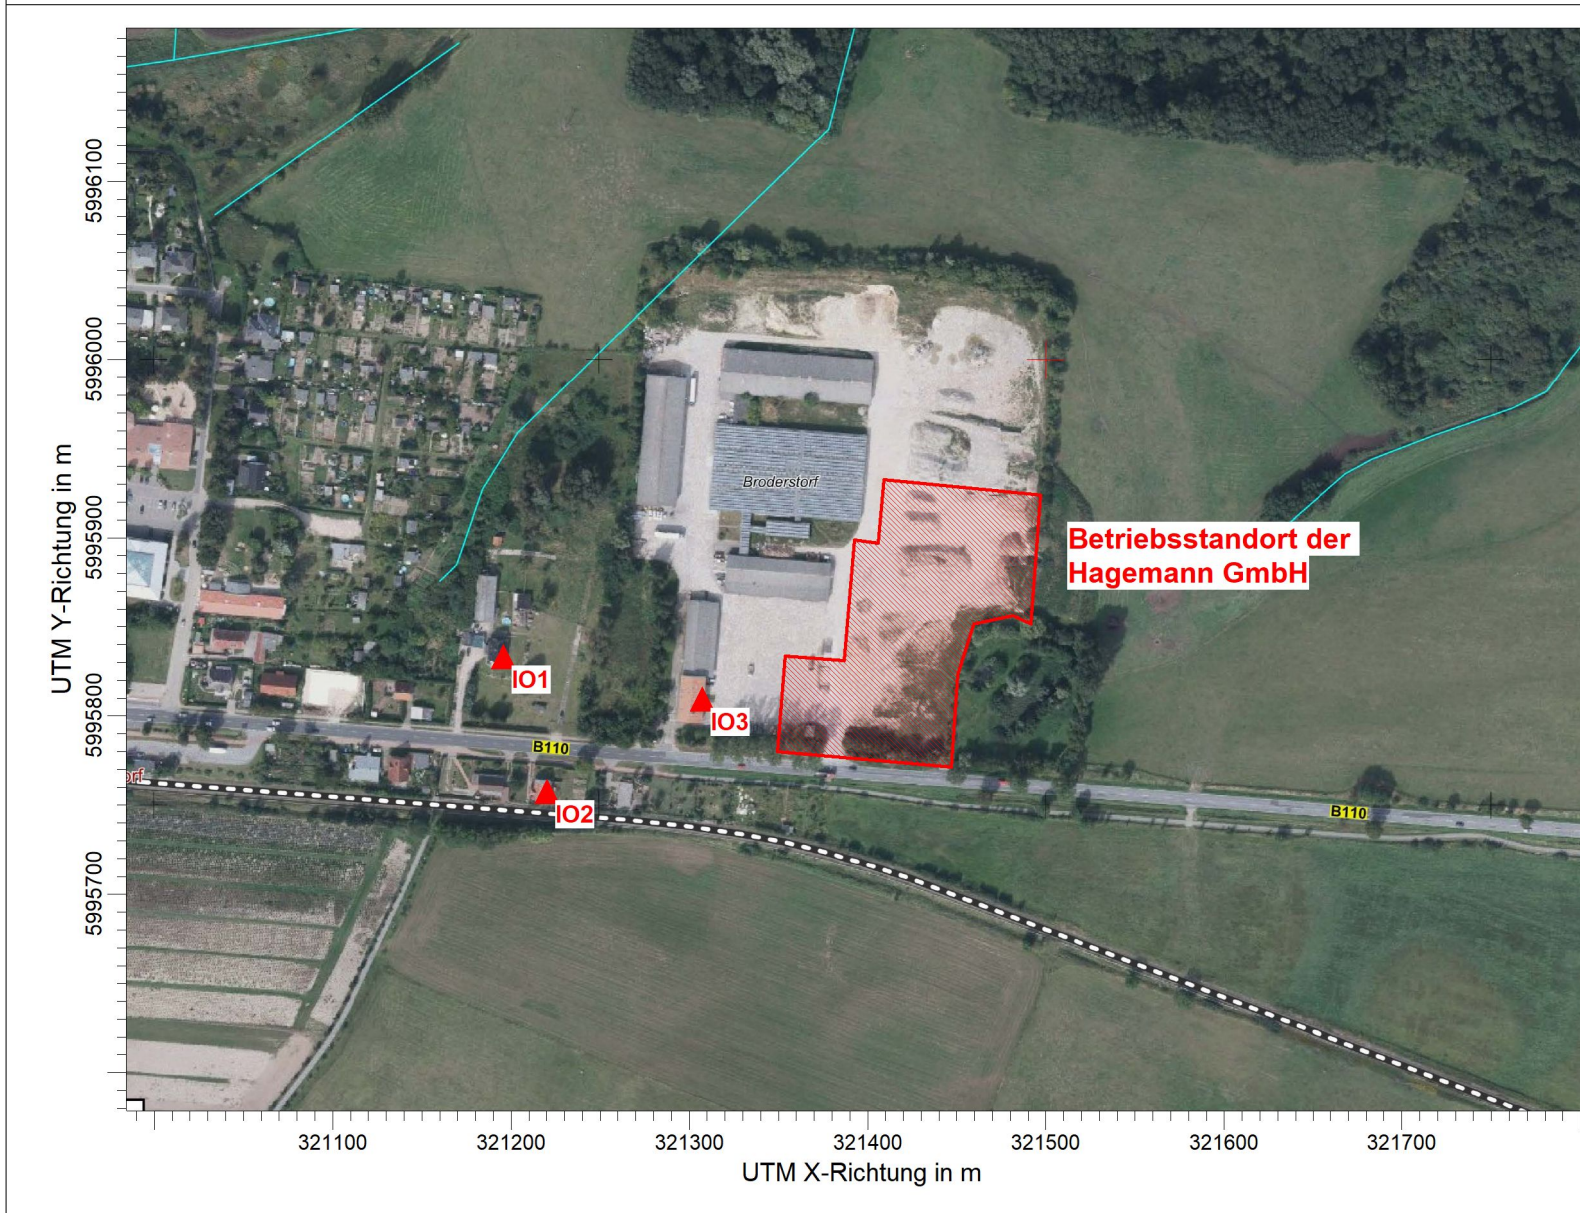 5996100
5996000
5995900
5995800
5995700
UTM Y-Richtung in m
Broderstorf
Betriebsstandort der
Hagemann GmbH
IO1
IO3
B110
IO2
B110
orf
321100
321200
321300
321400
321500
321600
321700
UTM X-Richtung in m